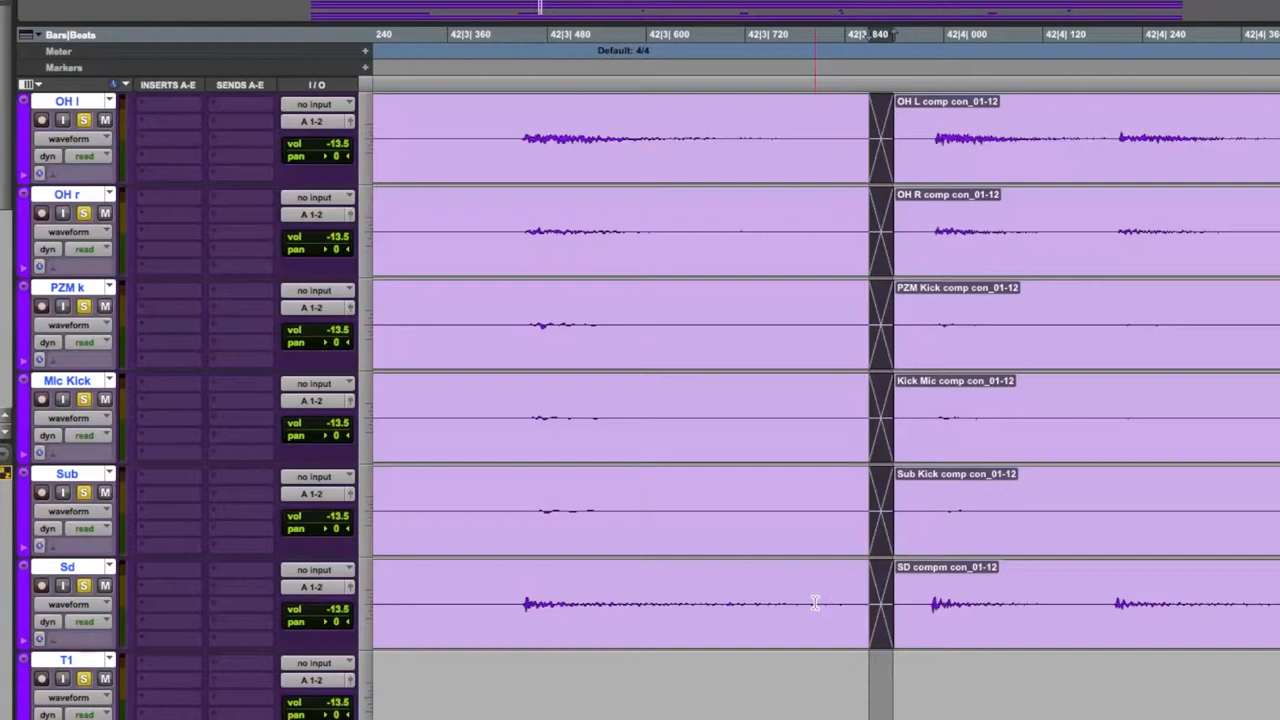 Bars|Beats
240 42|3| 360 42|3| 480 42|3| 600 42|3| 720 42|3| 840 42|4| 000 42|4| 120 42|4| 240 42|4| 36
Meter +
Default: 4/4
Markers +
INSERTS A-E SENDS A-E I / O
OH l
no input
I S M
A 1-2
waveform
vol -13.5
dyn read
pan 0
OH L comp con_01-12
OH r
no input
I S M
A 1-2
waveform
vol -13.5
dyn read
pan 0
OH R comp con_01-12
PZM k
no input
I S M
A 1-2
waveform
vol -13.5
dyn read
pan 0
PZM Kick comp con_01-12
Mic Kick
no input
I S M
A 1-2
waveform
vol -13.5
dyn read
pan 0
Kick Mic comp con_01-12
Sub
no input
I S M
A 1-2
waveform
vol -13.5
dyn read
pan 0
Sub Kick comp con_01-12
Sd
no input
I S M
A 1-2
waveform
vol -13.5
dyn read
pan 0
SD compm con_01-12
T1
no input
I S M
A 1-2
waveform
vol -13.5
dyn read
pan 0